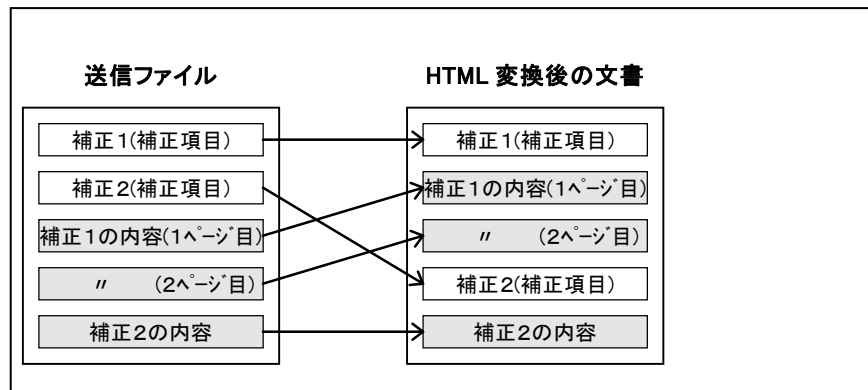 送信ファイル
補正1(補正項目)
補正2(補正項目)
補正1の内容(1ﾍﾟｰｼﾞ目)
〃 (2ﾍﾟｰｼﾞ目)
補正2の内容
HTML 変換後の文書
補正1(補正項目)
補正1の内容(1ﾍﾟｰｼﾞ目)
〃 (2ﾍﾟｰｼﾞ目)
補正2(補正項目)
補正2の内容